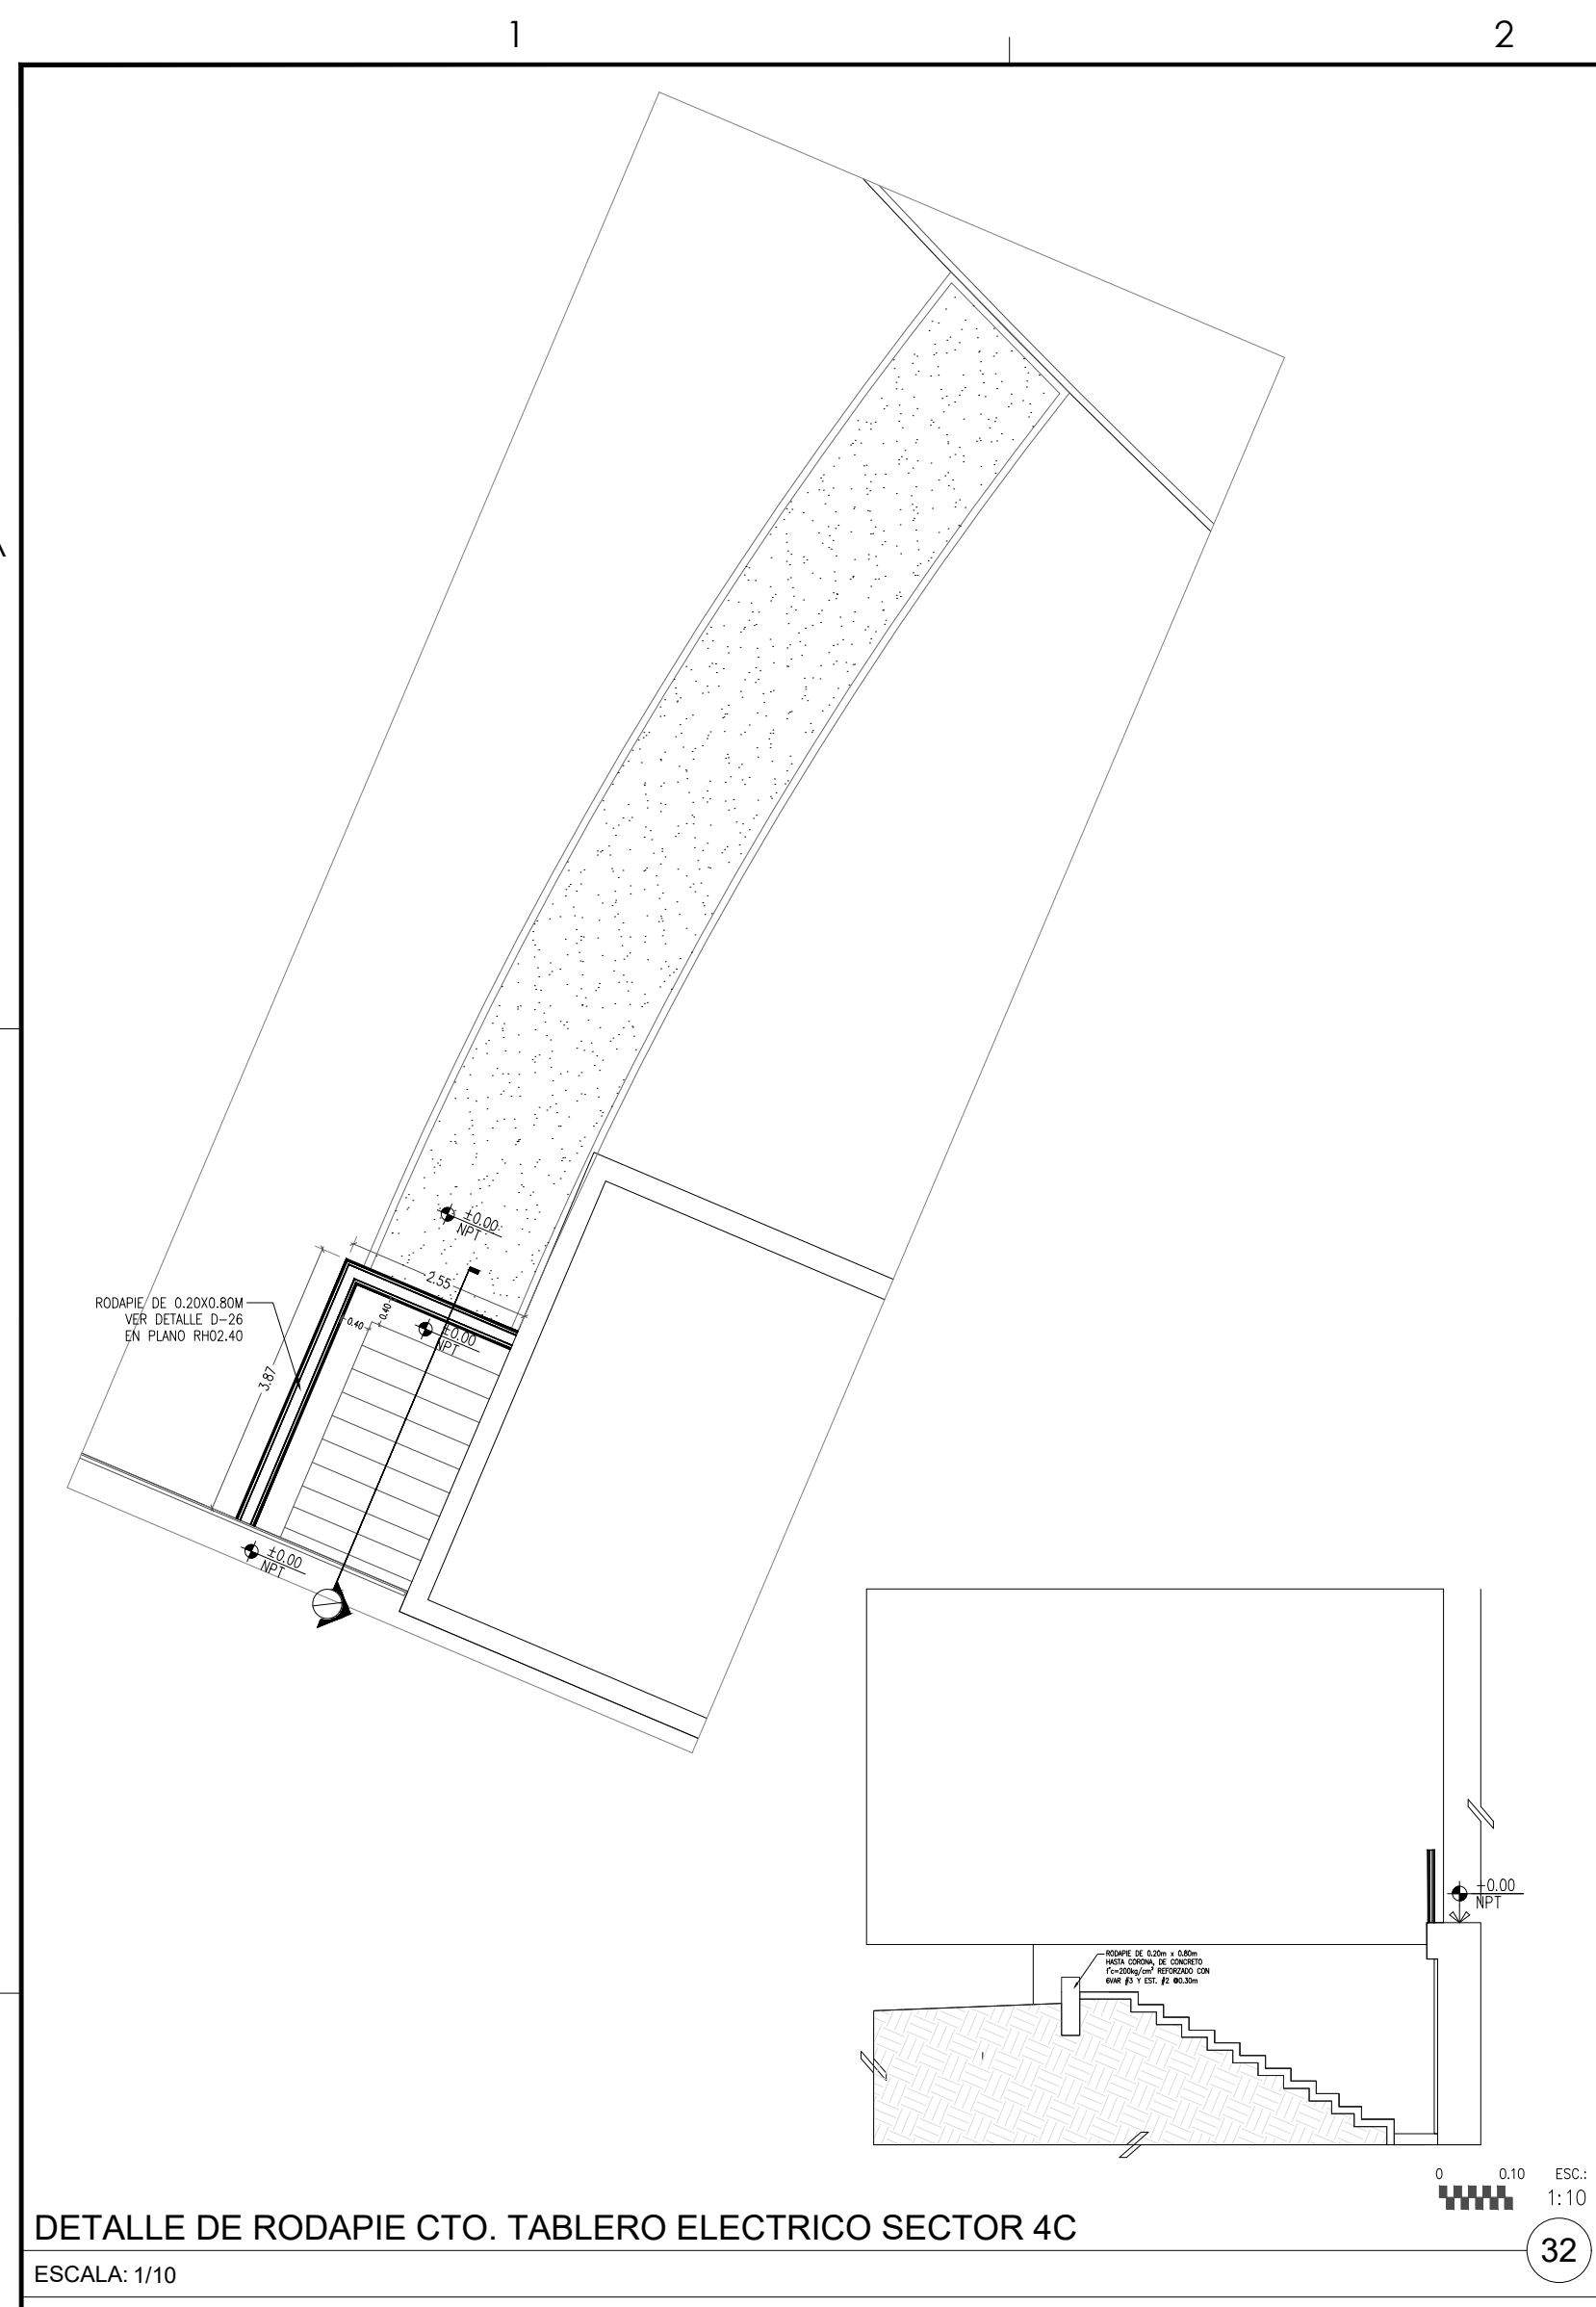 1
2
±0.00
NPT
2.55
RODAPIE DE 0.20X0.80M
VER DETALLE D-26
EN PLANO RH02.40
0.40
0.40
±0.00
NPT
3.87
±0.00
NPT
+0.00
NPT
RODAPIE DE 0.20m x 0.80m
HASTA CORONA, DE CONCRETO
f'c=200kg/cm² REFORZADO CON
6VAR #3 Y EST. #2 @0.30m
0 0.10 ESC.:
1:10
DETALLE DE RODAPIE CTO. TABLERO ELECTRICO SECTOR 4C
32
ESCALA: 1/10